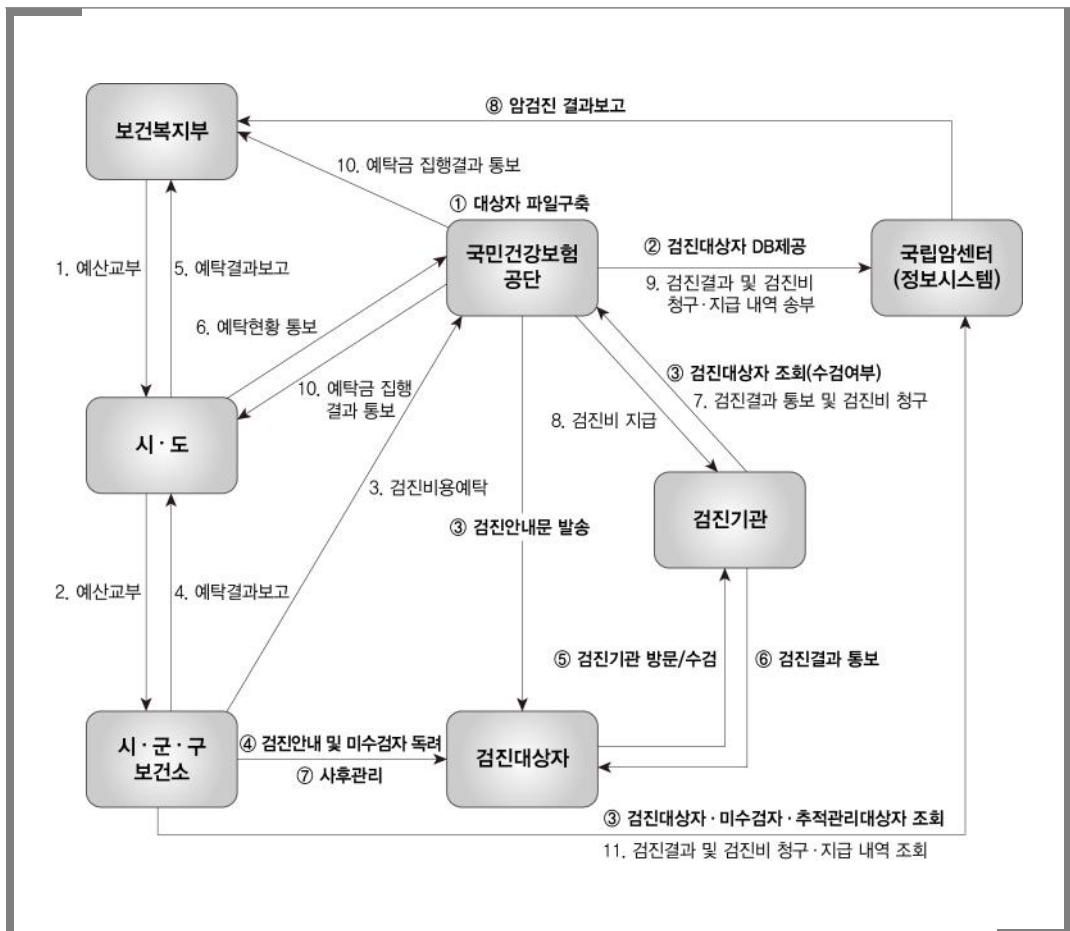 ⑧ 암검진 결과보고
보건복지부
10. 예탁금 집행결과 통보
① 대상자 파일구축
국민건강보험
공단
② 검진대상자 DB제공
9. 검진결과 및 검진비
청구·지급 내역 송부
국립암센터
(정보시스템)
1. 예산교부
5. 예탁결과보고
6. 예탁현황 통보
10. 예탁금 집행
결과 통보
③ 검진대상자 조회(수검여부)
7. 검진결과 통보 및 검진비 청구
8. 검진비 지급
시·도
3. 검진비용예탁
검진기관
③ 검진안내문 발송
2. 예산교부
4. 예탁결과보고
⑤ 검진기관 방문/수검
⑥ 검진결과 통보
시·군·구
보건소
④ 검진안내 및 미수검자 독려
⑦ 사후관리
검진대상자
③ 검진대상자·미수검자·추적관리대상자 조회
11. 검진결과 및 검진비 청구·지급 내역 조회